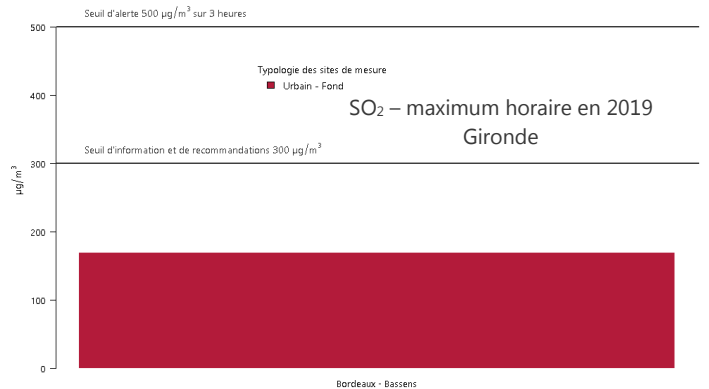 Seuil d'alerte 500 µg/m³ sur 3 heures
500
Typologie des sites de mesure
Urbain - Fond
400
SO₂ – maximum horaire en 2019
Gironde
Seuil d'information et de recommandations 300 µg/m³
300
µg/m³
200
100
0
Bordeaux - Bassens